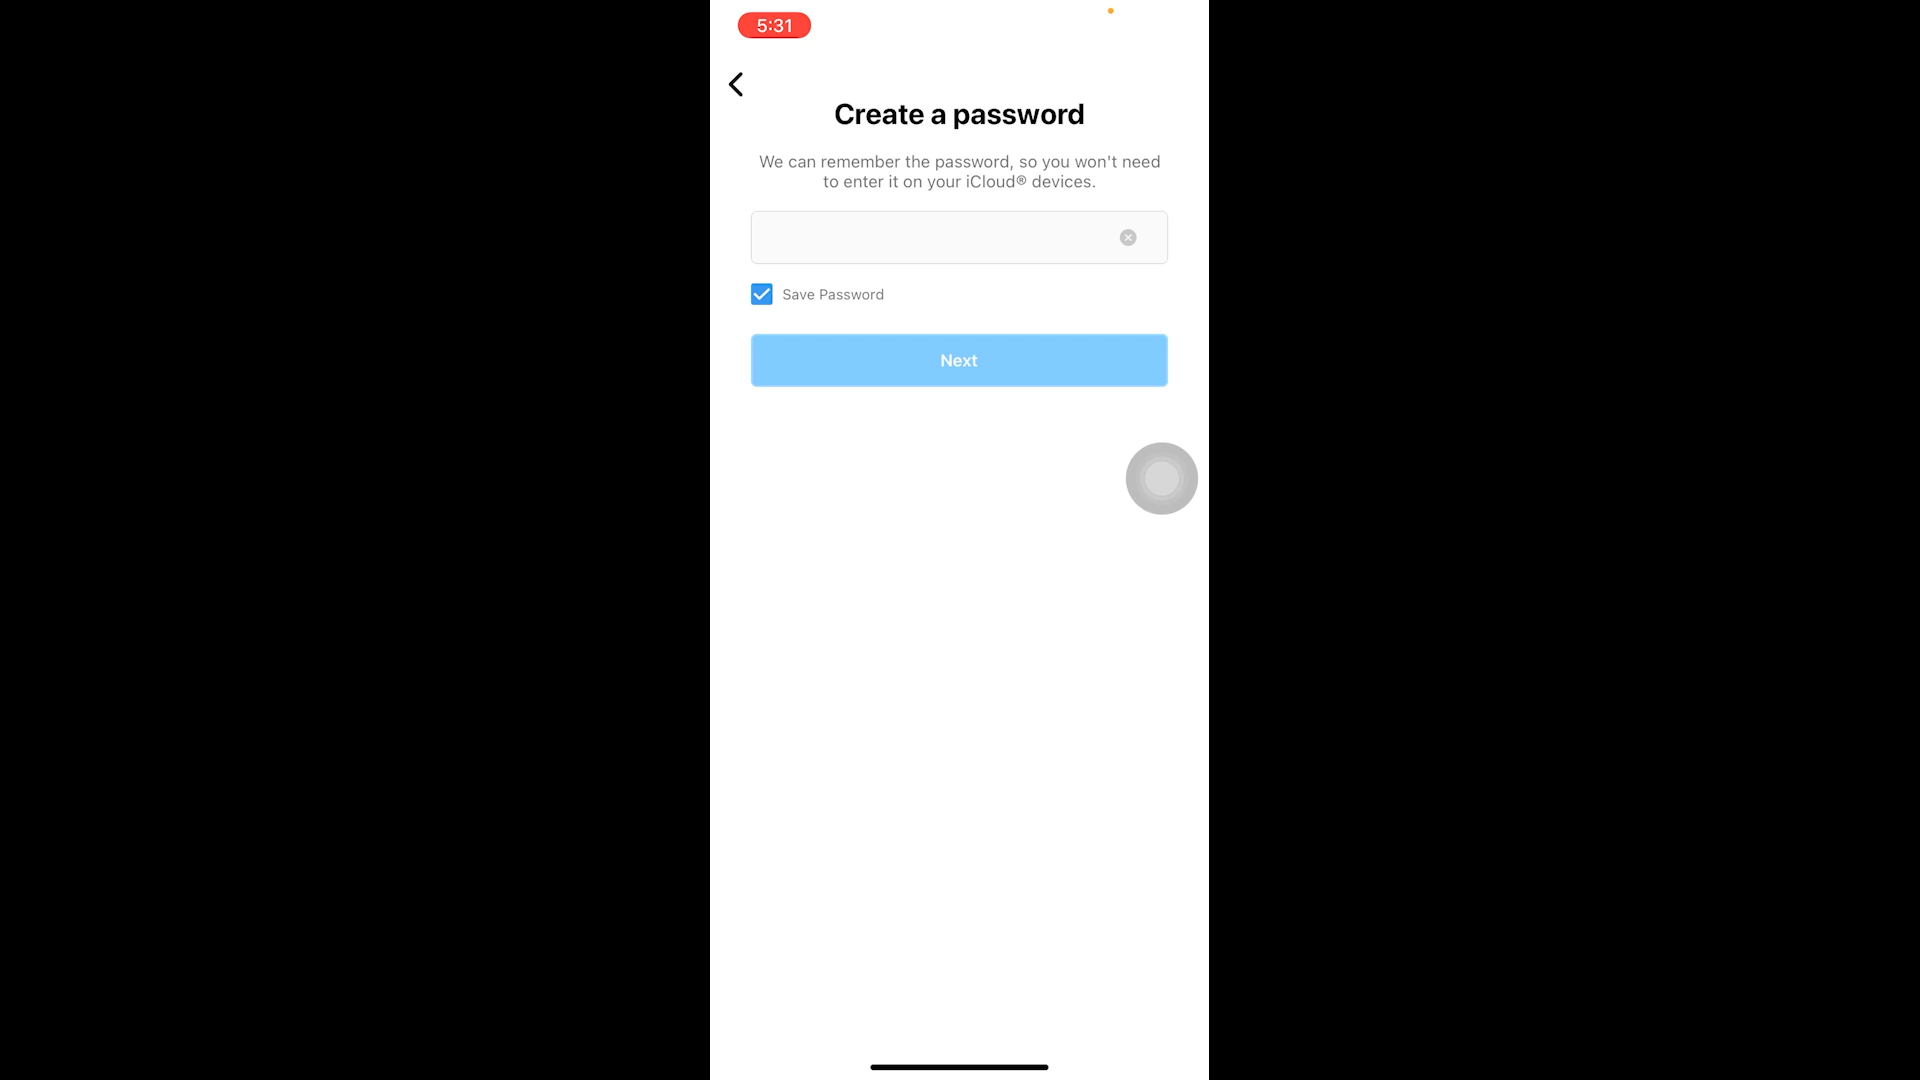 5:31
Create a password
We can remember the password, so you won't need
to enter it on your iCloud® devices.
Save Password
Next